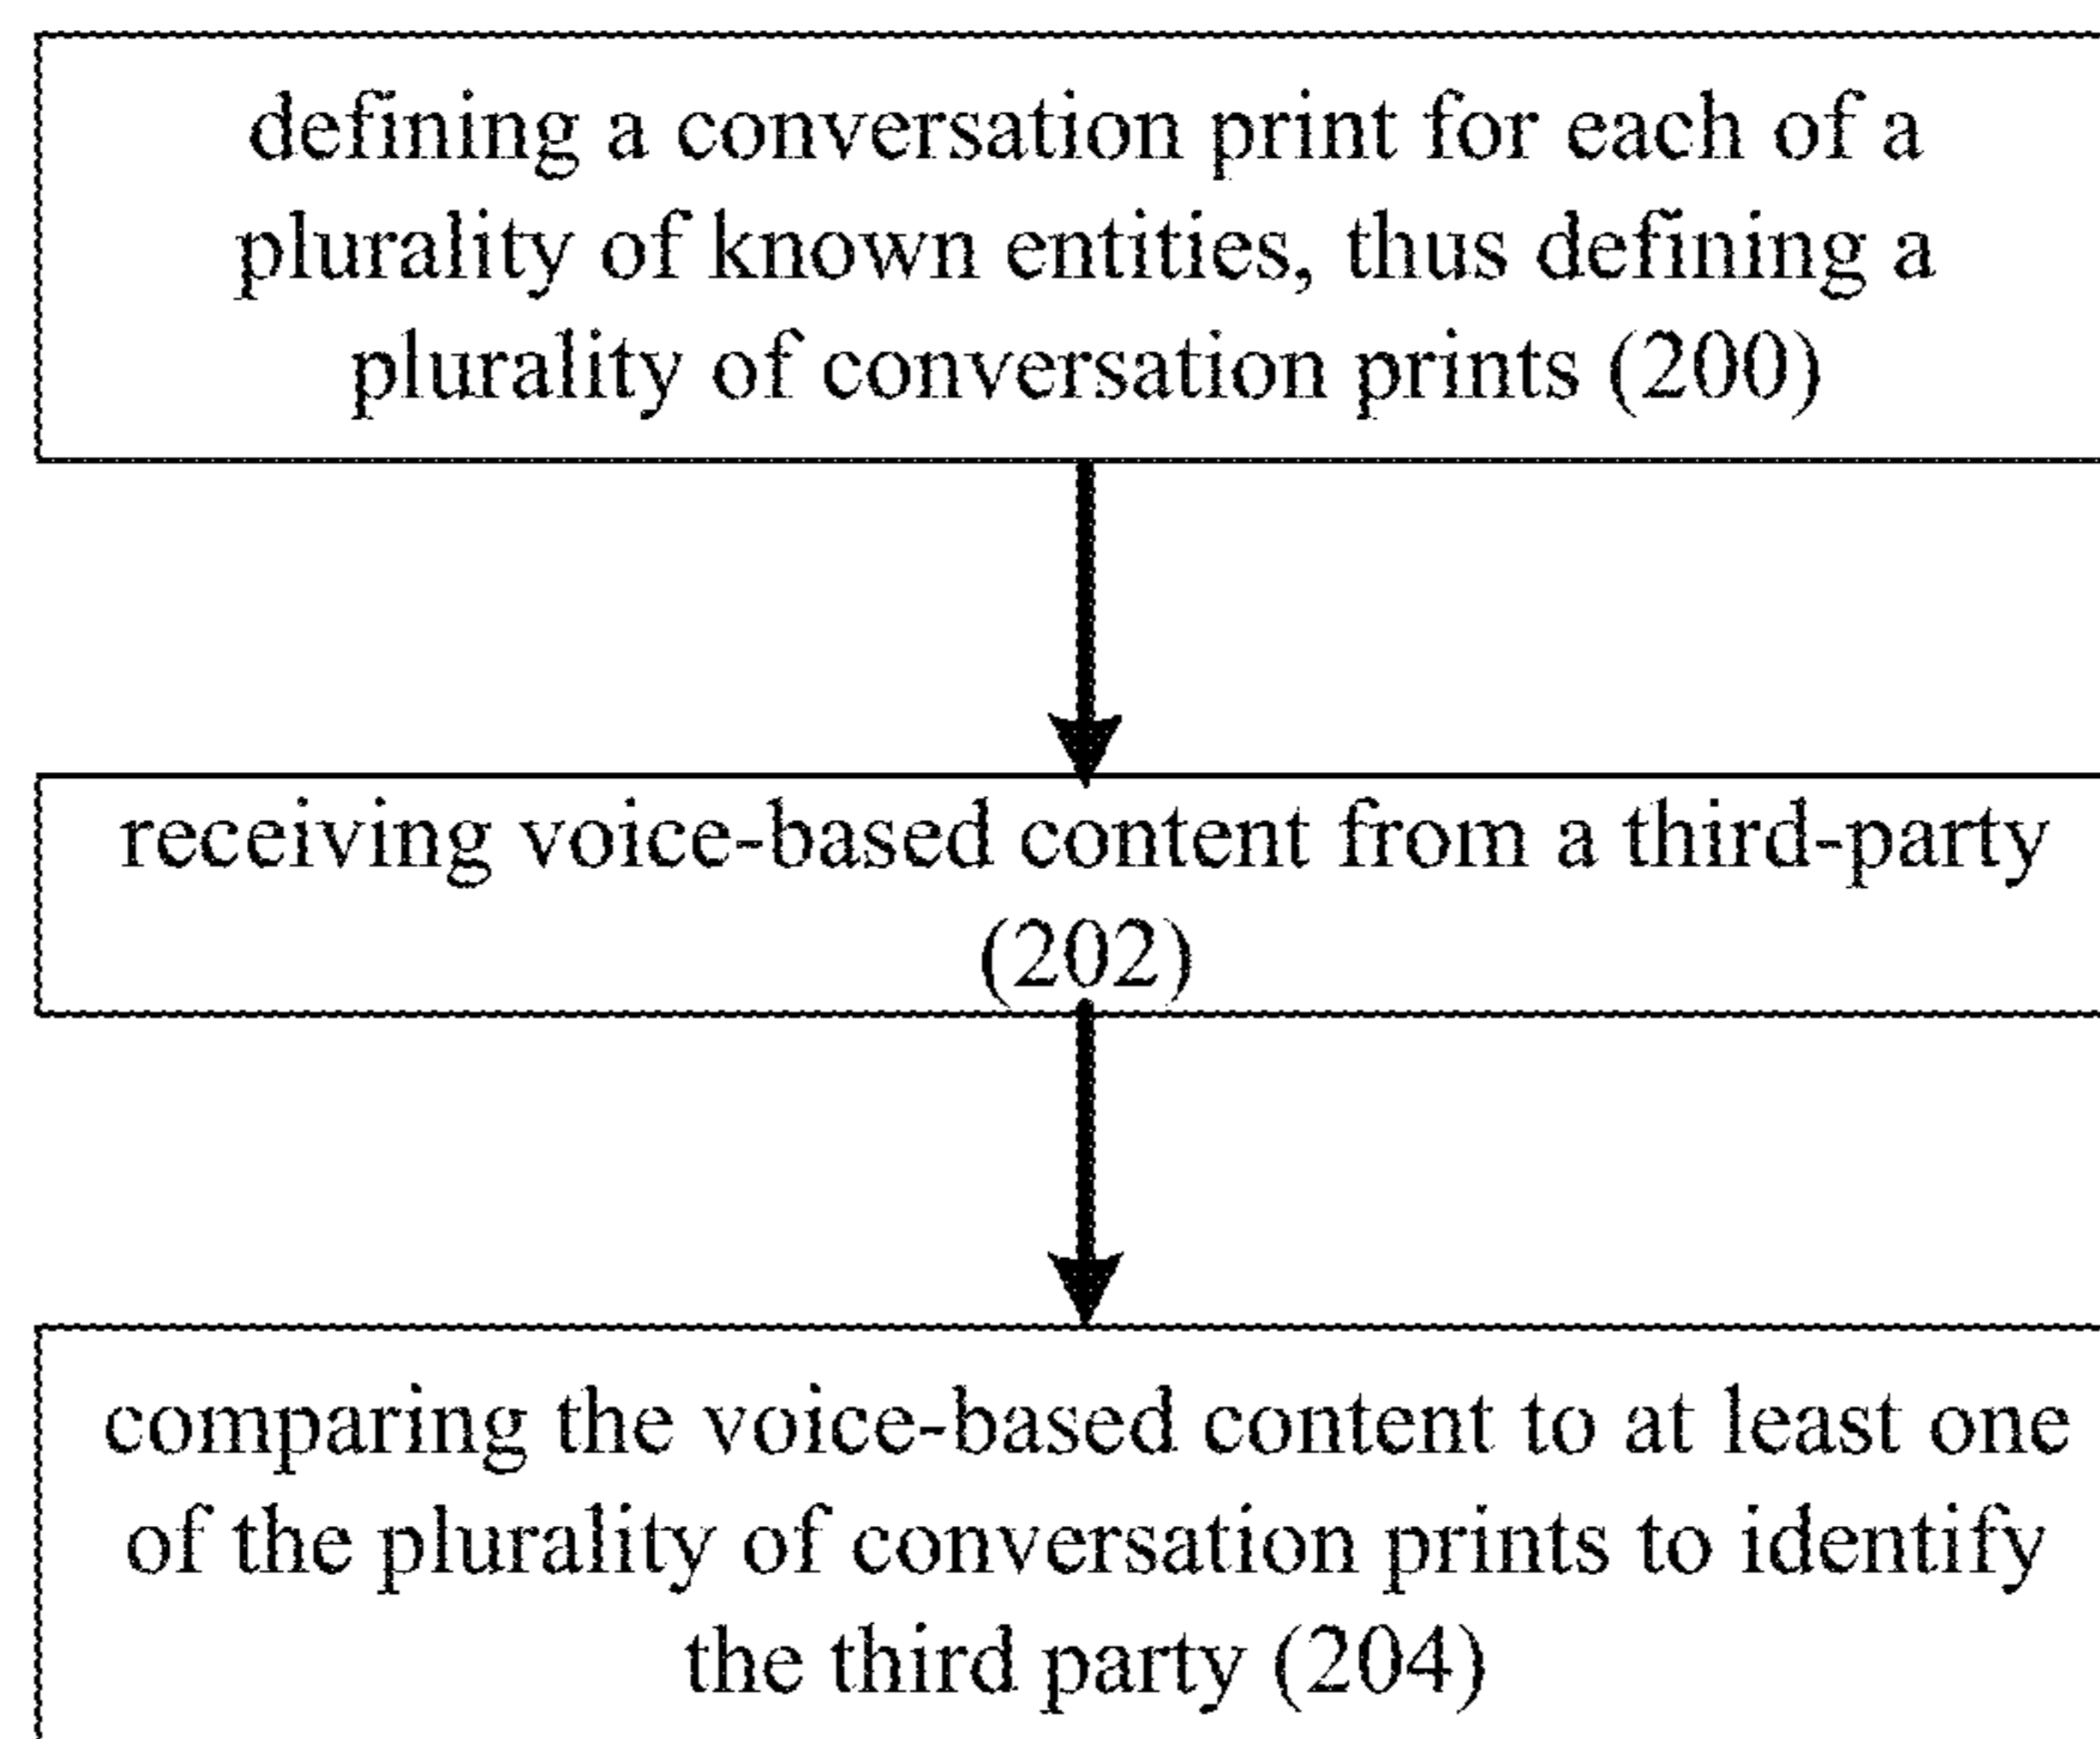 defining a conversation print for each of a
plurality of known entities, thus defining a
plurality of conversation prints (200)
receiving voice-based content from a third-party
(202)
comparing the voice-based content to at least one
of the plurality of conversation prints to identify
the third party (204)